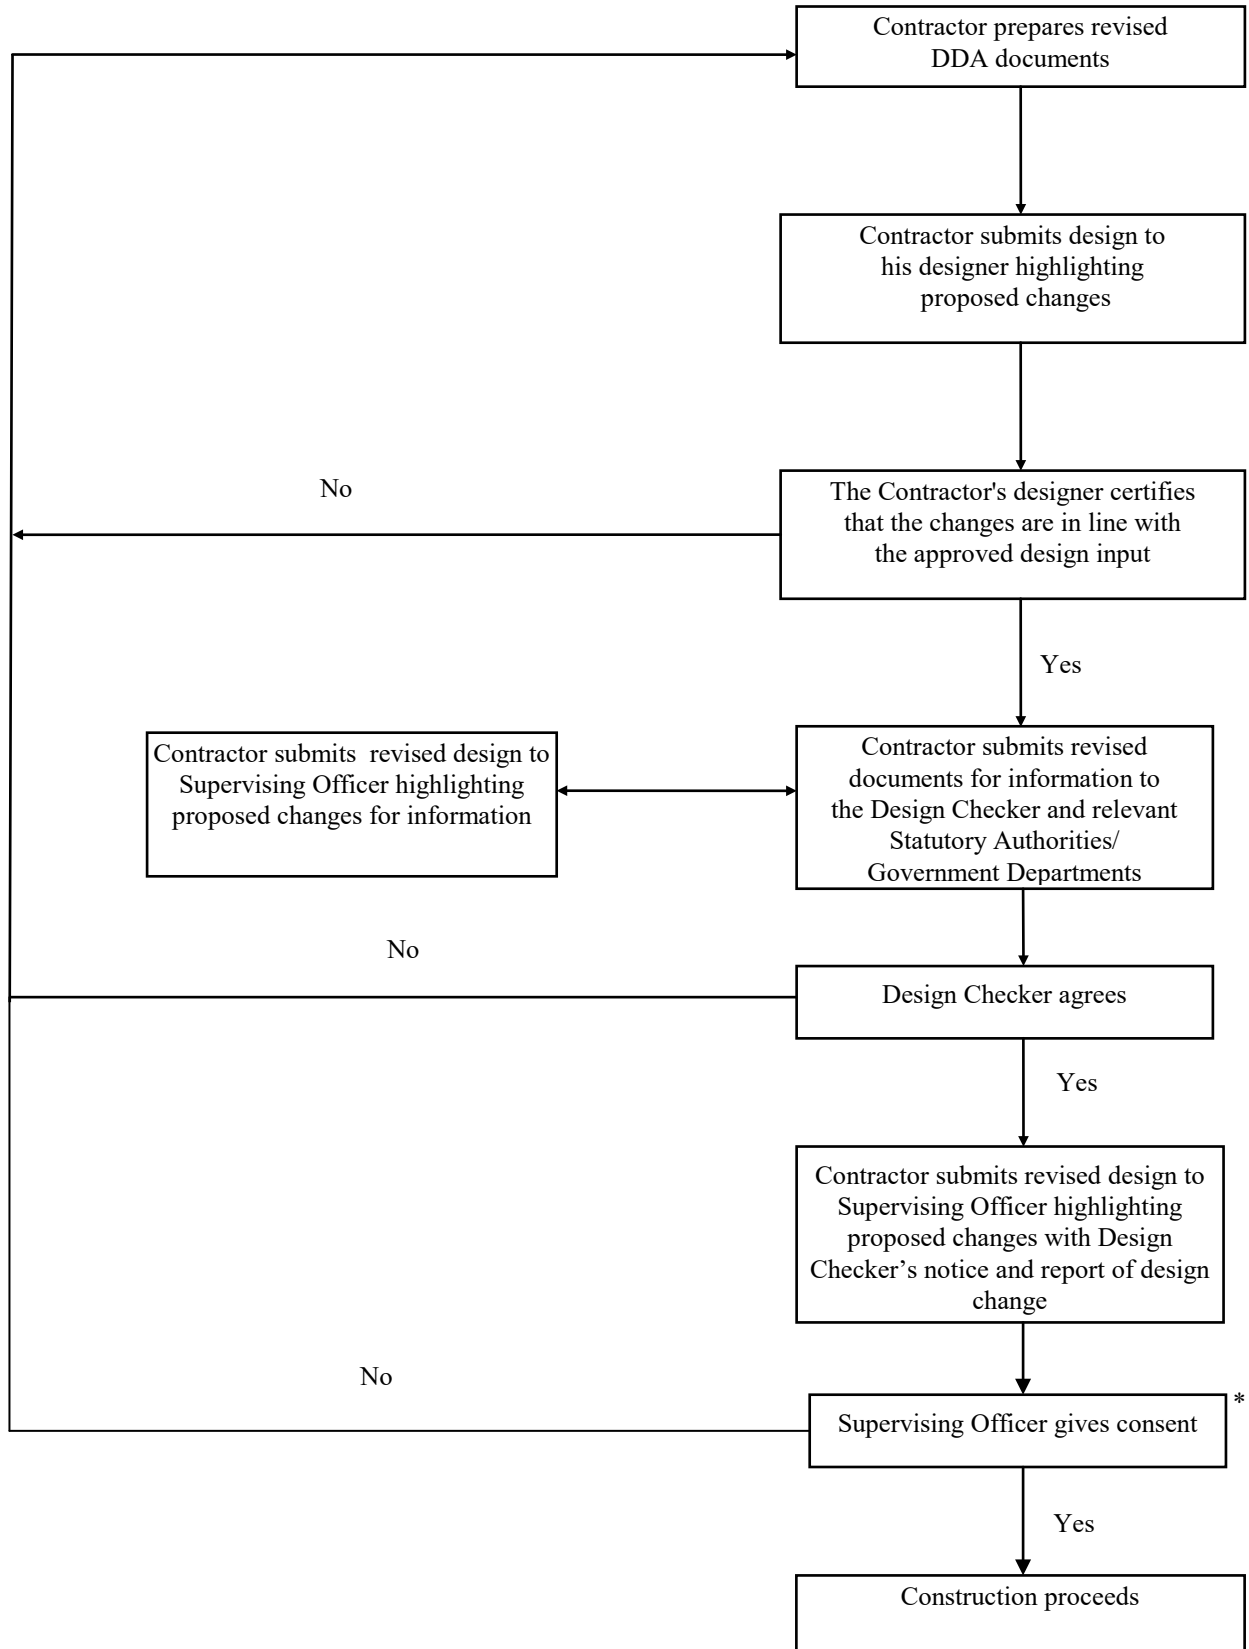 Contractor prepares revised
DDA documents
Contractor submits design to
his designer highlighting
proposed changes
No
The Contractor's designer certifies
that the changes are in line with
the approved design input
Yes
Contractor submits  revised design to
Supervising Officer highlighting
proposed changes for information
Contractor submits revised
documents for information to
the Design Checker and relevant
Statutory Authorities/
Government Departments
No
Design Checker agrees
Yes
Contractor submits revised design to
Supervising Officer highlighting
proposed changes with Design
Checker’s notice and report of design
change
No
Supervising Officer gives consent
*
Yes
Construction proceeds